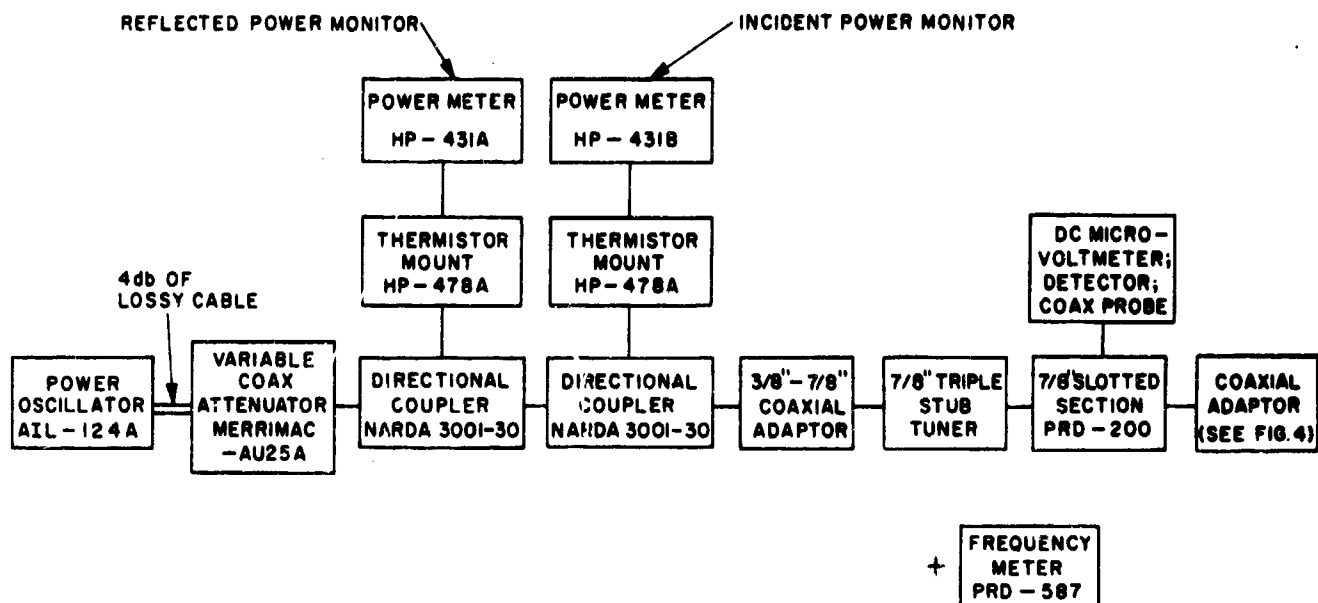 REFLECTED POWER MONITOR
INCIDENT POWER MONITOR
POWER METER
HP-431A
POWER METER
HP-431B
THERMISTOR
MOUNT
HP-478A
THERMISTOR
MOUNT
HP-478A
DC MICRO-
VOLTMETER;
DETECTOR;
COAX PROBE
4db OF
LOSSY CABLE
POWER
OSCILLATOR
AIL-124A
VARIABLE
COAX
ATTENUATOR
MERRIMAC
-AU25A
DIRECTIONAL
COUPLER
NARDA 3001-30
DIRECTIONAL
COUPLER
NARDA 3001-30
3/8"-7/8"
COAXIAL
ADAPTOR
7/8" TRIPLE
STUB
TUNER
7/8" SLOTTED
SECTION
PRD-200
COAXIAL
ADAPTOR
(SEE FIG.4)
+
FREQUENCY
METER
PRD-587